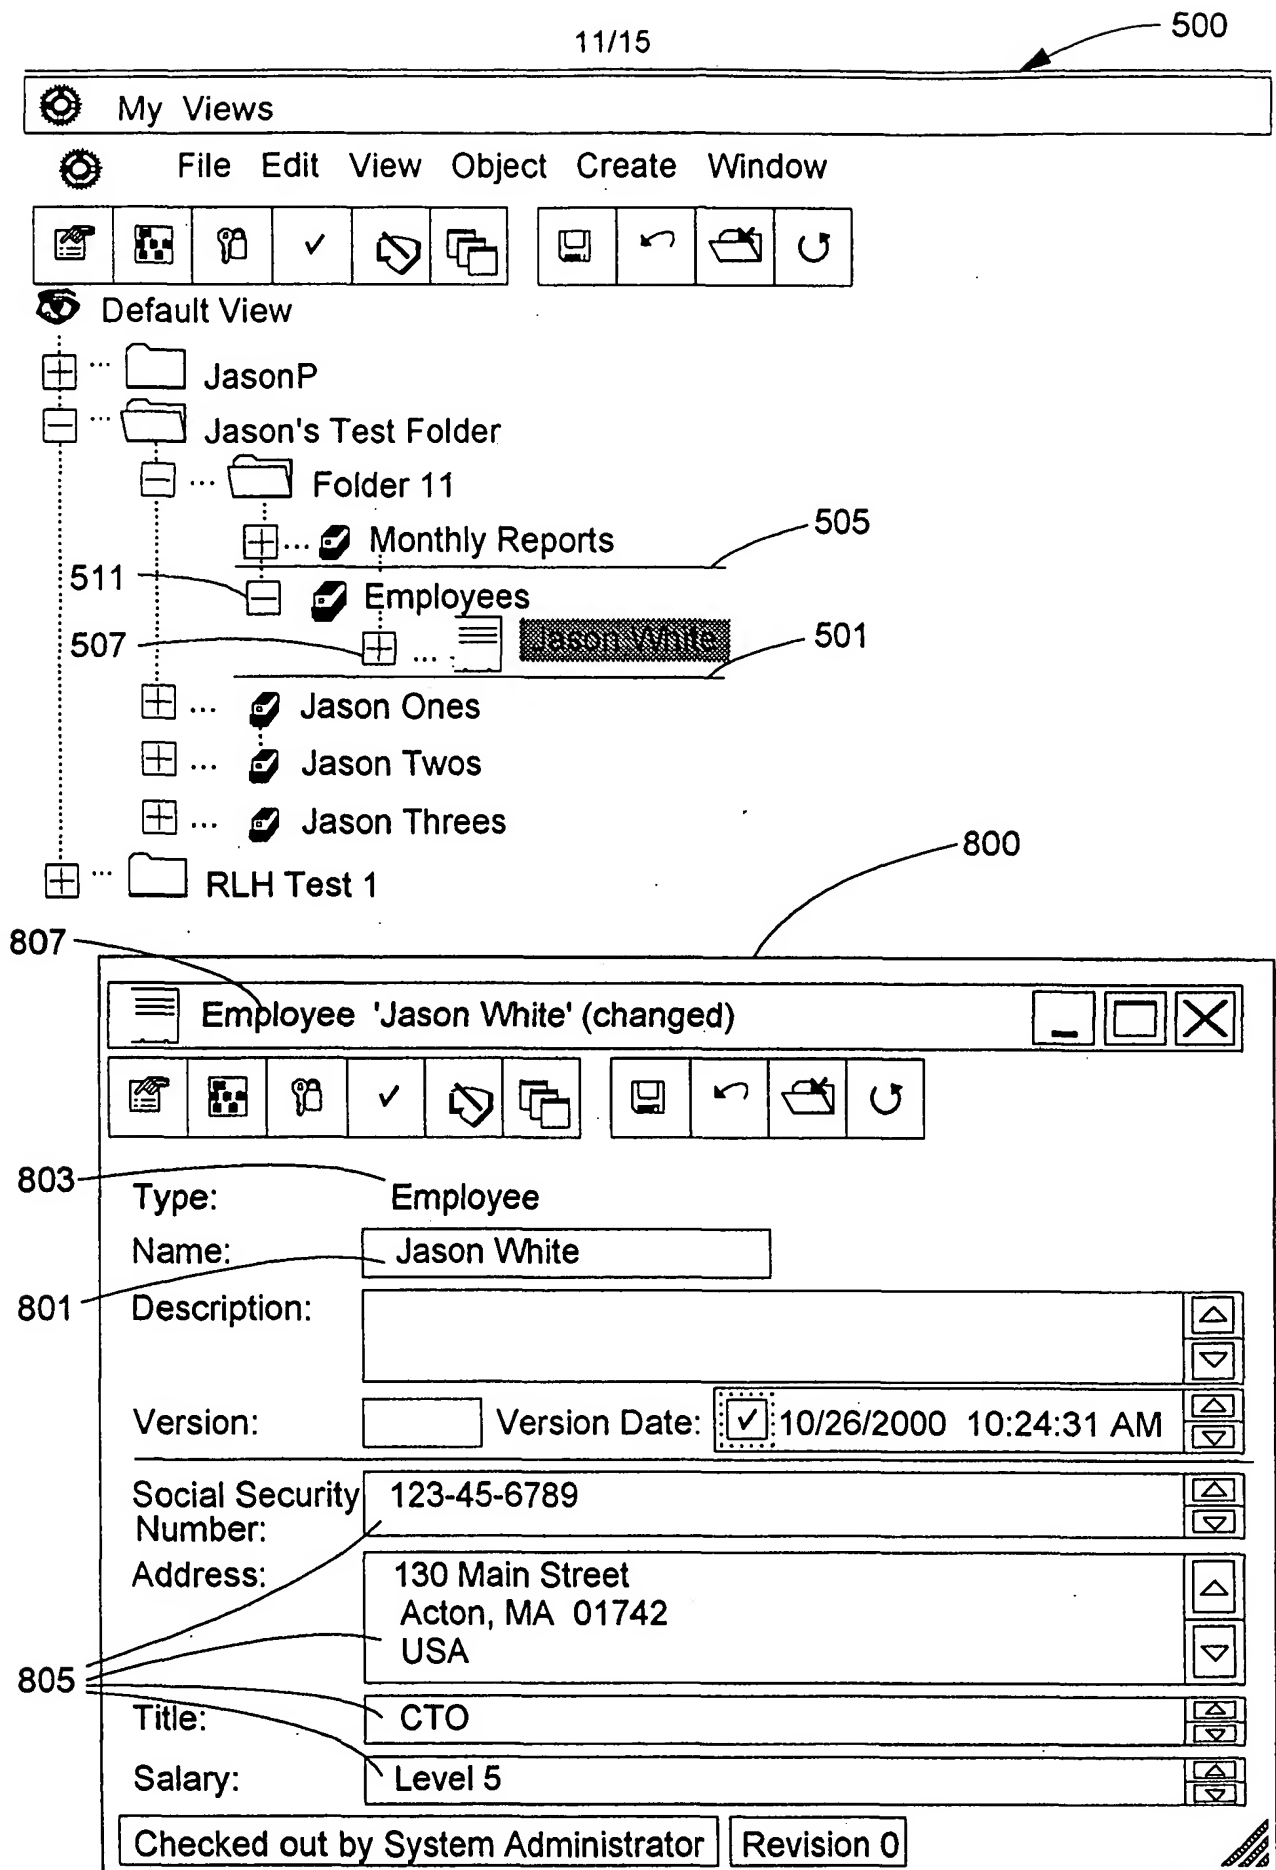 11/15
500
My Views
File Edit View Object Create Window
Default View
JasonP
Jason's Test Folder
Folder 11
505
Monthly Reports
511
Employees
507
Jason White
501
Jason Ones
Jason Twos
Jason Threes
800
RLH Test 1
807
Employee 'Jason White' (changed)
803
Type: Employee
Name: Jason White
801
Description:
Version: Version Date: 10/26/2000 10:24:31 AM
Social Security 123-45-6789
Number:
Address: 130 Main Street
Acton, MA 01742
USA
805
Title: CTO
Salary: Level 5
Checked out by System Administrator Revision 0